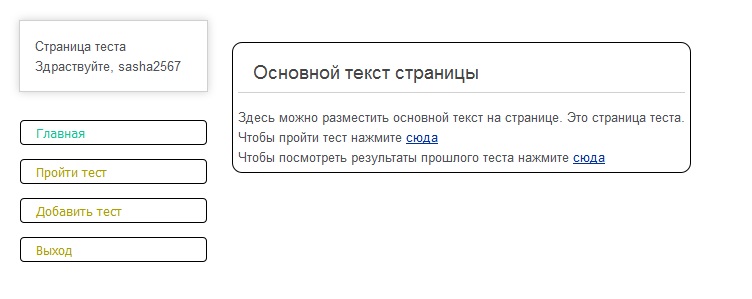 Страница теста
Здраствуйте, sasha2567
Главная
Пройти тест
Добавить тест
Выход
Основной текст страницы
Здесь можно разместить основной текст на странице. Это страница теста.
Чтобы пройти тест нажмите сюда
Чтобы посмотреть результаты прошлого теста нажмите сюда